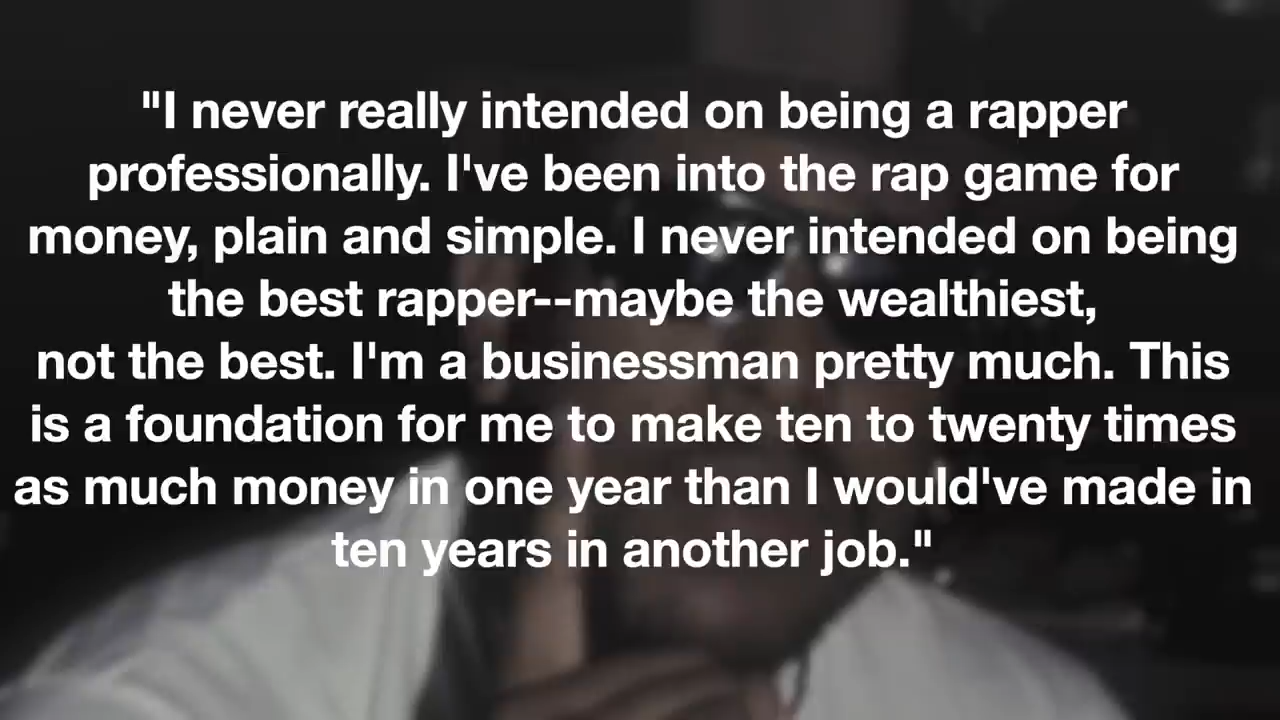 "I never really intended on being a rapper
professionally. I've been into the rap game for
money, plain and simple. I never intended on being
the best rapper--maybe the wealthiest,
not the best. I'm a businessman pretty much. This
is a foundation for me to make ten to twenty times
as much money in one year than I would've made in
ten years in another job."